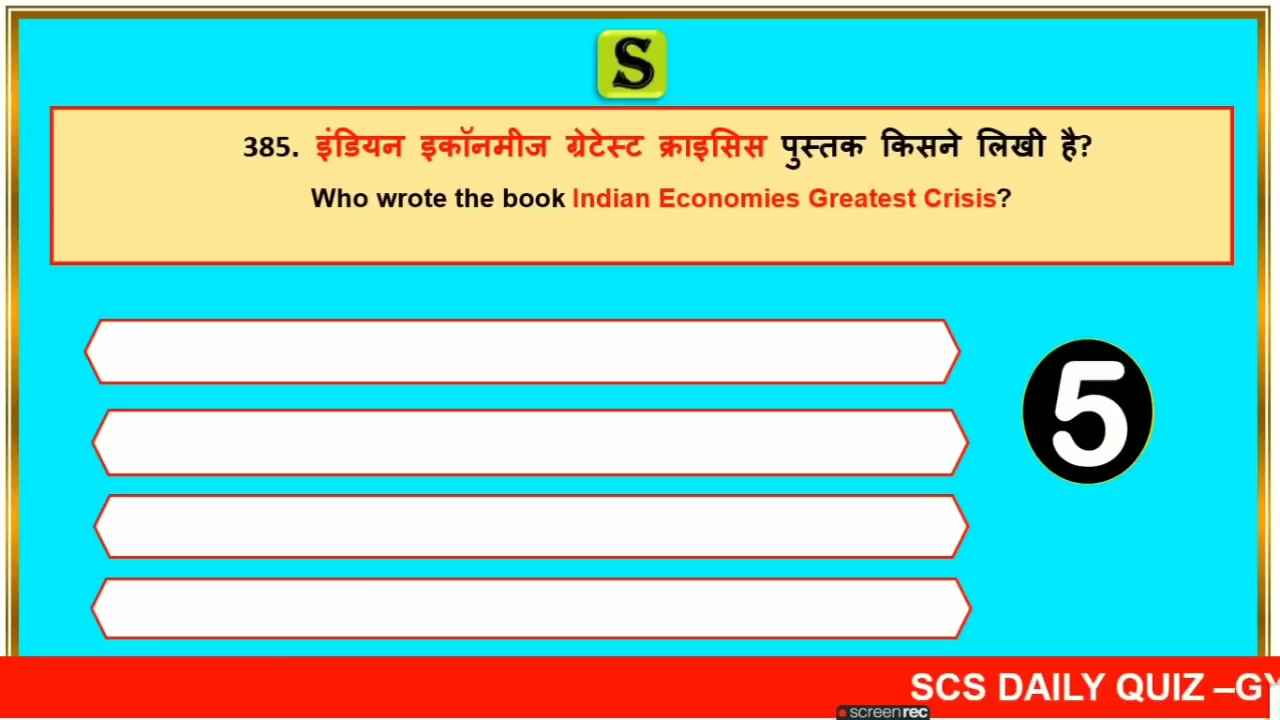 S
385. इंडियन इकॉनमीज ग्रेटेस्ट क्राइसिस पुस्तक किसने लिखी है?
Who wrote the book Indian Economies Greatest Crisis?
5
SCS DAILY QUIZ –GY
screenrec